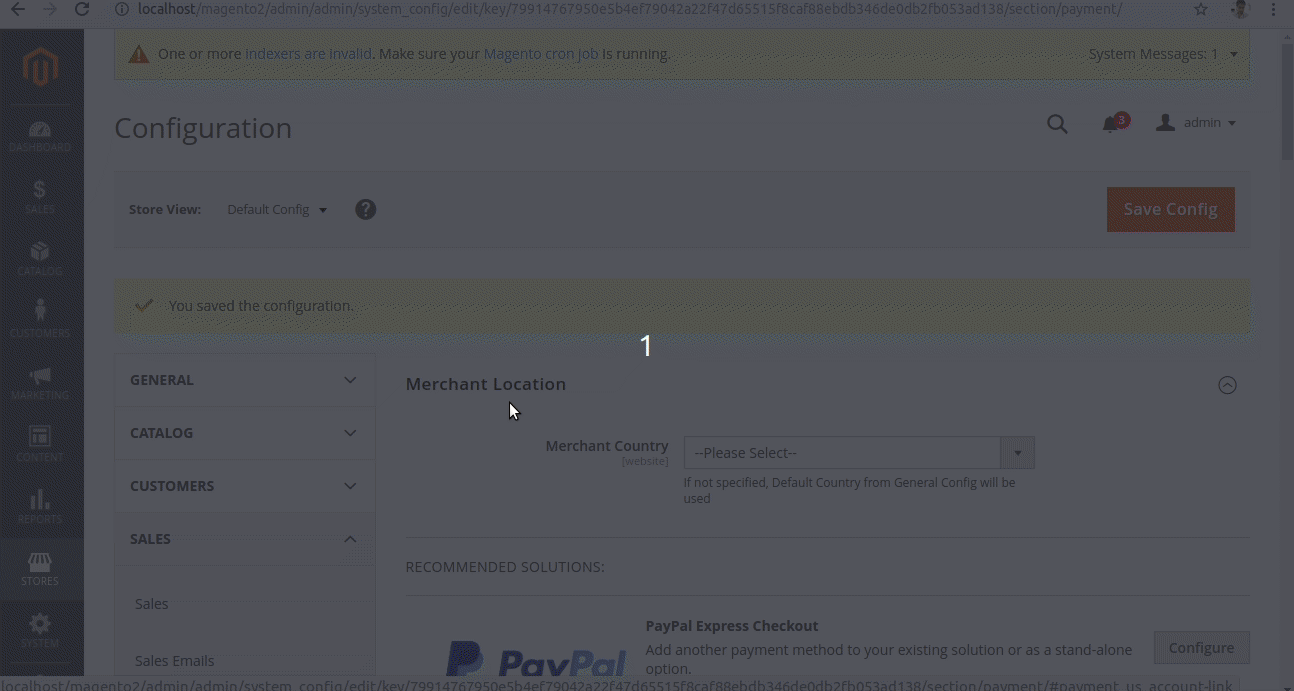 localhost/magento2/admin/admin/system_config/edit/key/79914767950e5b4ef79042a22f47d65515f8caf88ebdb346de0db2fb053ad138/section/payment/
One or more indexers are invalid. Make sure your Magento cron job is running.
System Messages: 1
Configuration
3
admin
DASHBOARD
SALES
CATALOG
CUSTOMERS
MARKETING
CONTENT
REPORTS
STORES
SYSTEM
Store View: Default Config ?
Save Config
You saved the configuration.
1
GENERAL
CATALOG
CUSTOMERS
SALES
Sales
Sales Emails
Merchant Location
Merchant Country
[website]
--Please Select--
If not specified, Default Country from General Config will be
used
RECOMMENDED SOLUTIONS:
PayPal
PayPal Express Checkout
Add another payment method to your existing solution or as a stand-alone
option.
Configure
localhost/magento2/admin/admin/system_config/edit/key/79914767950e5b4ef79042a22f47d65515f8caf88ebdb346de0db2fb053ad138/section/payment/#payment_us_account-link